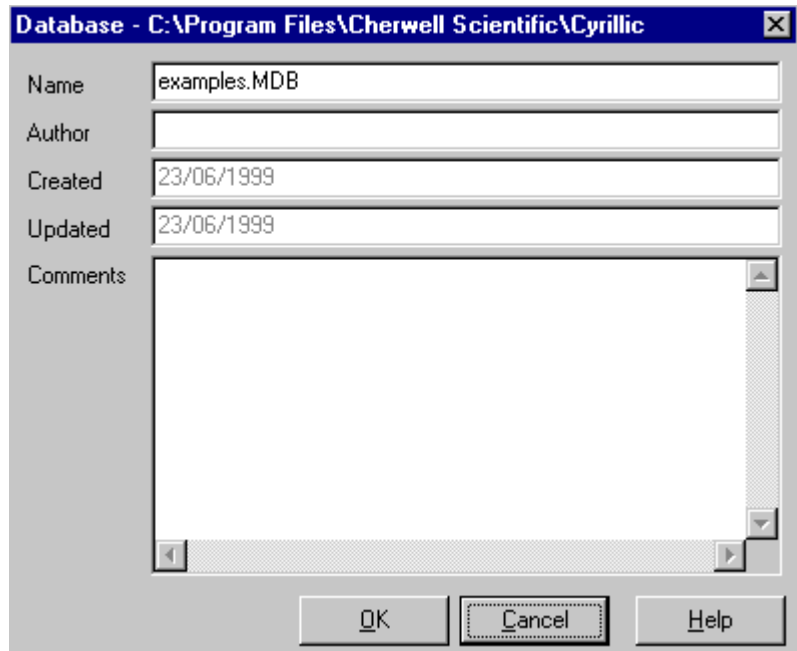 Database - C:\Program Files\Cherwell Scientific\Cyrillic
Name examples.MDB
Author
Created 23/06/1999
Updated 23/06/1999
Comments
OK Cancel Help